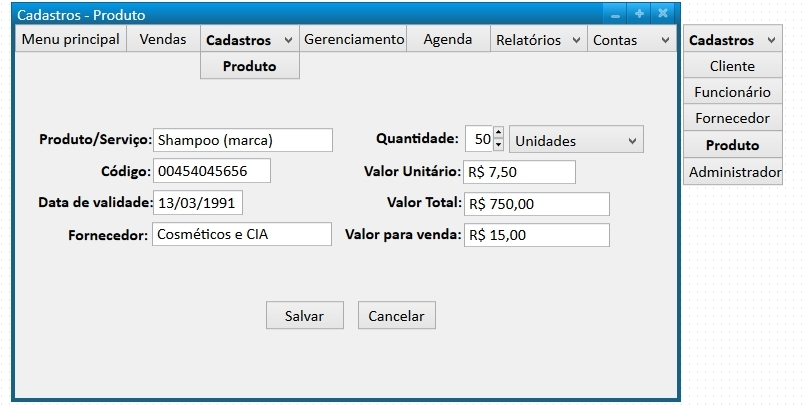 Cadastros - Produto
Menu principal Vendas Cadastros Gerenciamento Agenda Relatórios Contas
Produto
Produto/Serviço: Shampoo (marca) Quantidade: 50 Unidades
Código: 00454045656 Valor Unitário: R$ 7,50
Data de validade: 13/03/1991 Valor Total: R$ 750,00
Fornecedor: Cosméticos e CIA Valor para venda: R$ 15,00
Salvar Cancelar
Cadastros
Cliente
Funcionário
Fornecedor
Produto
Administrador